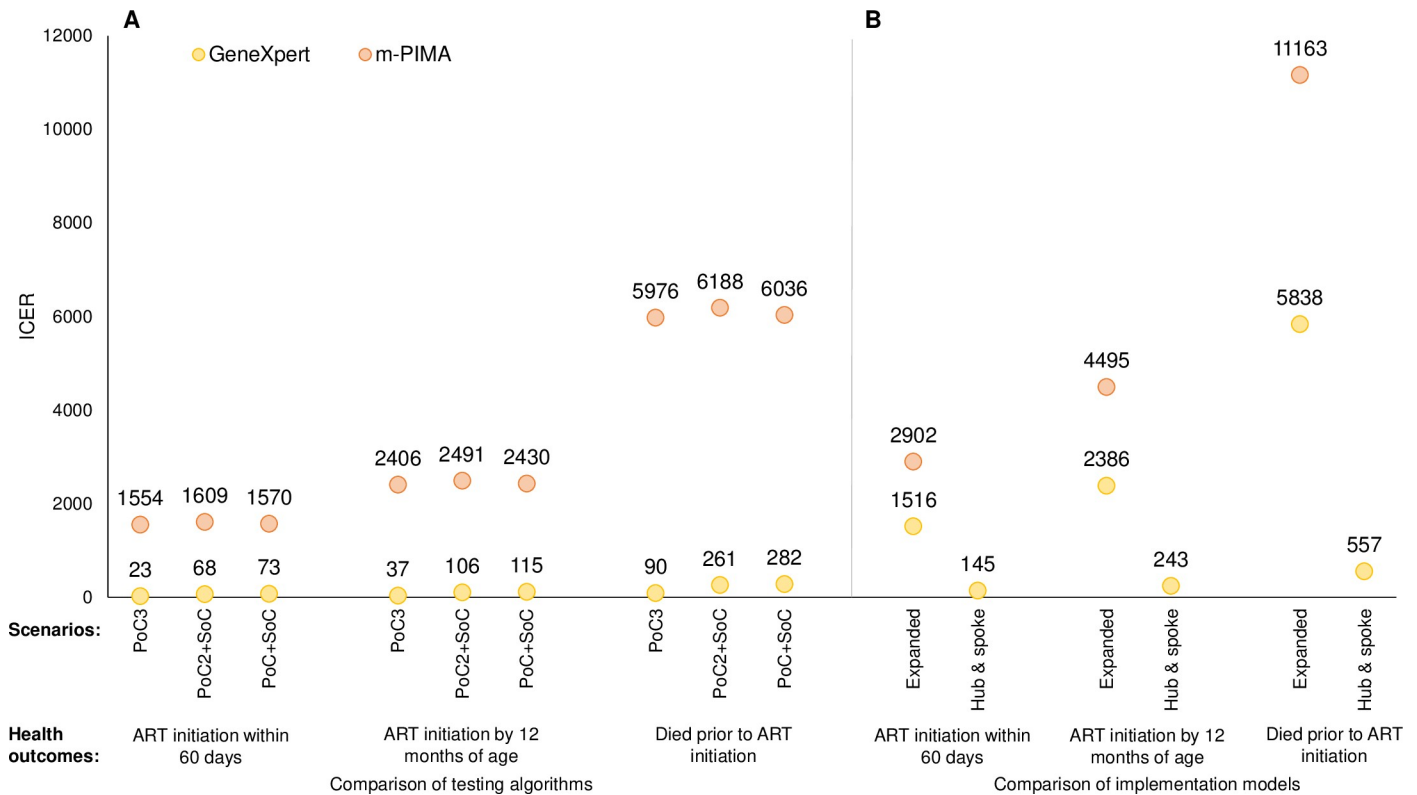 A
B
12000
10000
8000
6000
4000
2000
0
ICER
GeneXpert
m-PIMA
1554
1609
1570
23
68
73
2406
2491
2430
37
106
115
5976
6188
6036
90
261
282
2902
1516
145
4495
2386
243
11163
5838
557
Scenarios:
PoC3
PoC2+SoC
PoC+SoC
PoC3
PoC2+SoC
PoC+SoC
PoC3
PoC2+SoC
PoC+SoC
Expanded
Hub & spoke
Expanded
Hub & spoke
Expanded
Hub & spoke
Health
outcomes:
ART initiation within
60 days
ART initiation by 12
months of age
Died prior to ART
initiation
ART initiation within
60 days
ART initiation by 12
months of age
Died prior to ART
initiation
Comparison of testing algorithms
Comparison of implementation models